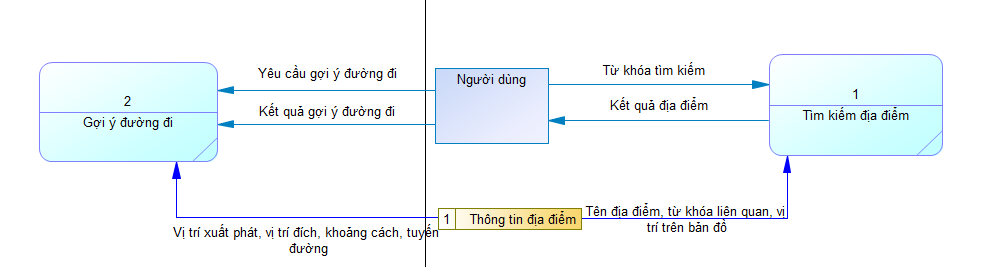 2
Gợi ý đường đi
Yêu cầu gợi ý đường đi
Kết quả gợi ý đường đi
Người dùng
Từ khóa tìm kiếm
Kết quả địa điểm
1
Tìm kiếm địa điểm
1 Thông tin địa điểm
Vị trí xuất phát, vị trí đích, khoảng cách, tuyến
đường
Tên địa điểm, từ khóa liên quan, vị
trí trên bản đồ